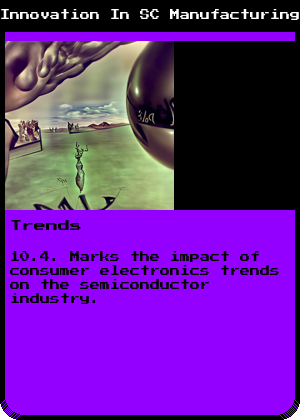 Innovation In SC Manufacturing
Trends
10.4. Marks the impact of
consumer electronics trends
on the semiconductor
industry.